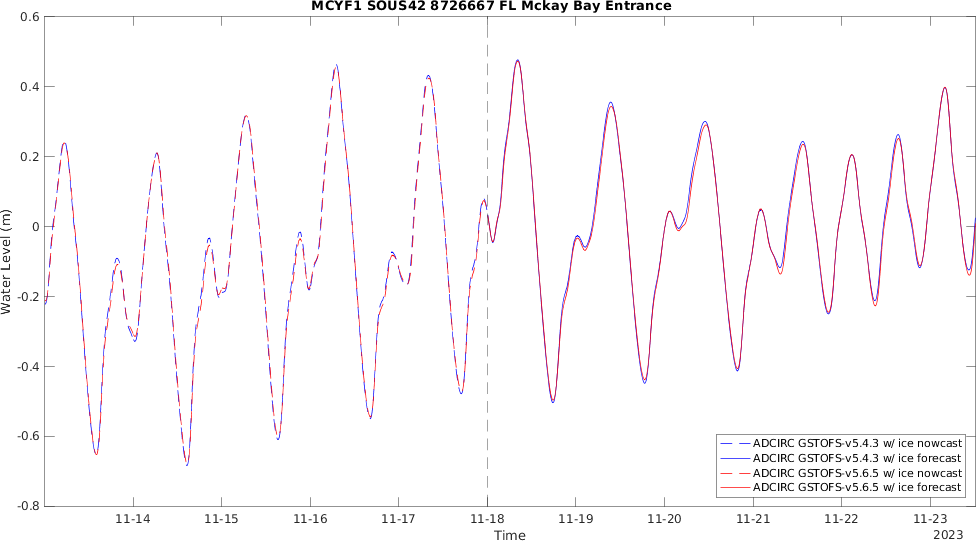 MCYF1 SOUS42 8726667 FL Mckay Bay Entrance
0.6
0.4
0.2
0
-0.2
-0.4
-0.6
-0.8
Water Level (m)
ADCIRC GSTOFS-v5.4.3 w/ ice nowcast
ADCIRC GSTOFS-v5.4.3 w/ ice forecast
ADCIRC GSTOFS-v5.6.5 w/ ice nowcast
ADCIRC GSTOFS-v5.6.5 w/ ice forecast
11-14 11-15 11-16 11-17 11-18 11-19 11-20 11-21 11-22 11-23
Time
2023